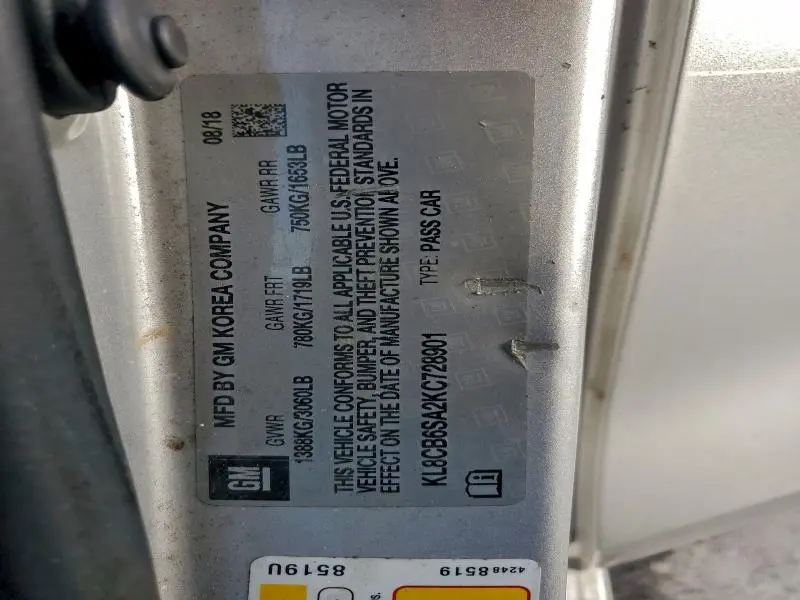 GM
MFD BY GM KOREA COMPANY
08/18
GVWR
GAWR FRT
GAWR RR
1388KG/3060LB
780KG/1719LB
750KG/1653LB
THIS VEHICLE CONFORMS TO ALL APPLICABLE U.S. FEDERAL MOTOR
VEHICLE SAFETY, BUMPER, AND THEFT PREVENTION STANDARDS IN
EFFECT ON THE DATE OF MANUFACTURE SHOWN ABOVE.
KL8CB6SA2KC728901
TYPE: PASS CAR
8519U
42488519